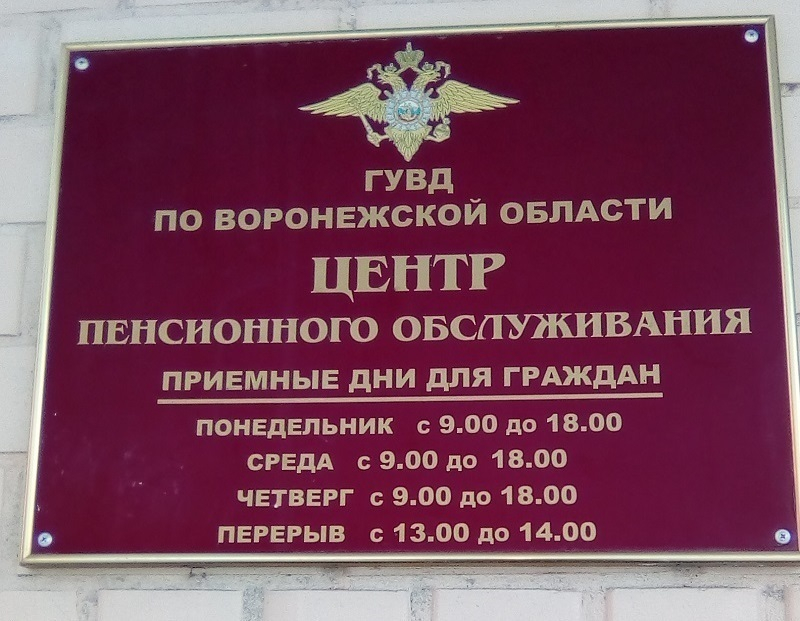 ГУВД
ПО ВОРОНЕЖСКОЙ ОБЛАСТИ
ЦЕНТР
ПЕНСИОННОГО ОБСЛУЖИВАНИЯ
ПРИЕМНЫЕ ДНИ ДЛЯ ГРАЖДАН
ПОНЕДЕЛЬНИК с 9.00 до 18.00
СРЕДА с 9.00 до 18.00
ЧЕТВЕРГ с 9.00 до 18.00
ПЕРЕРЫВ с 13.00 до 14.00